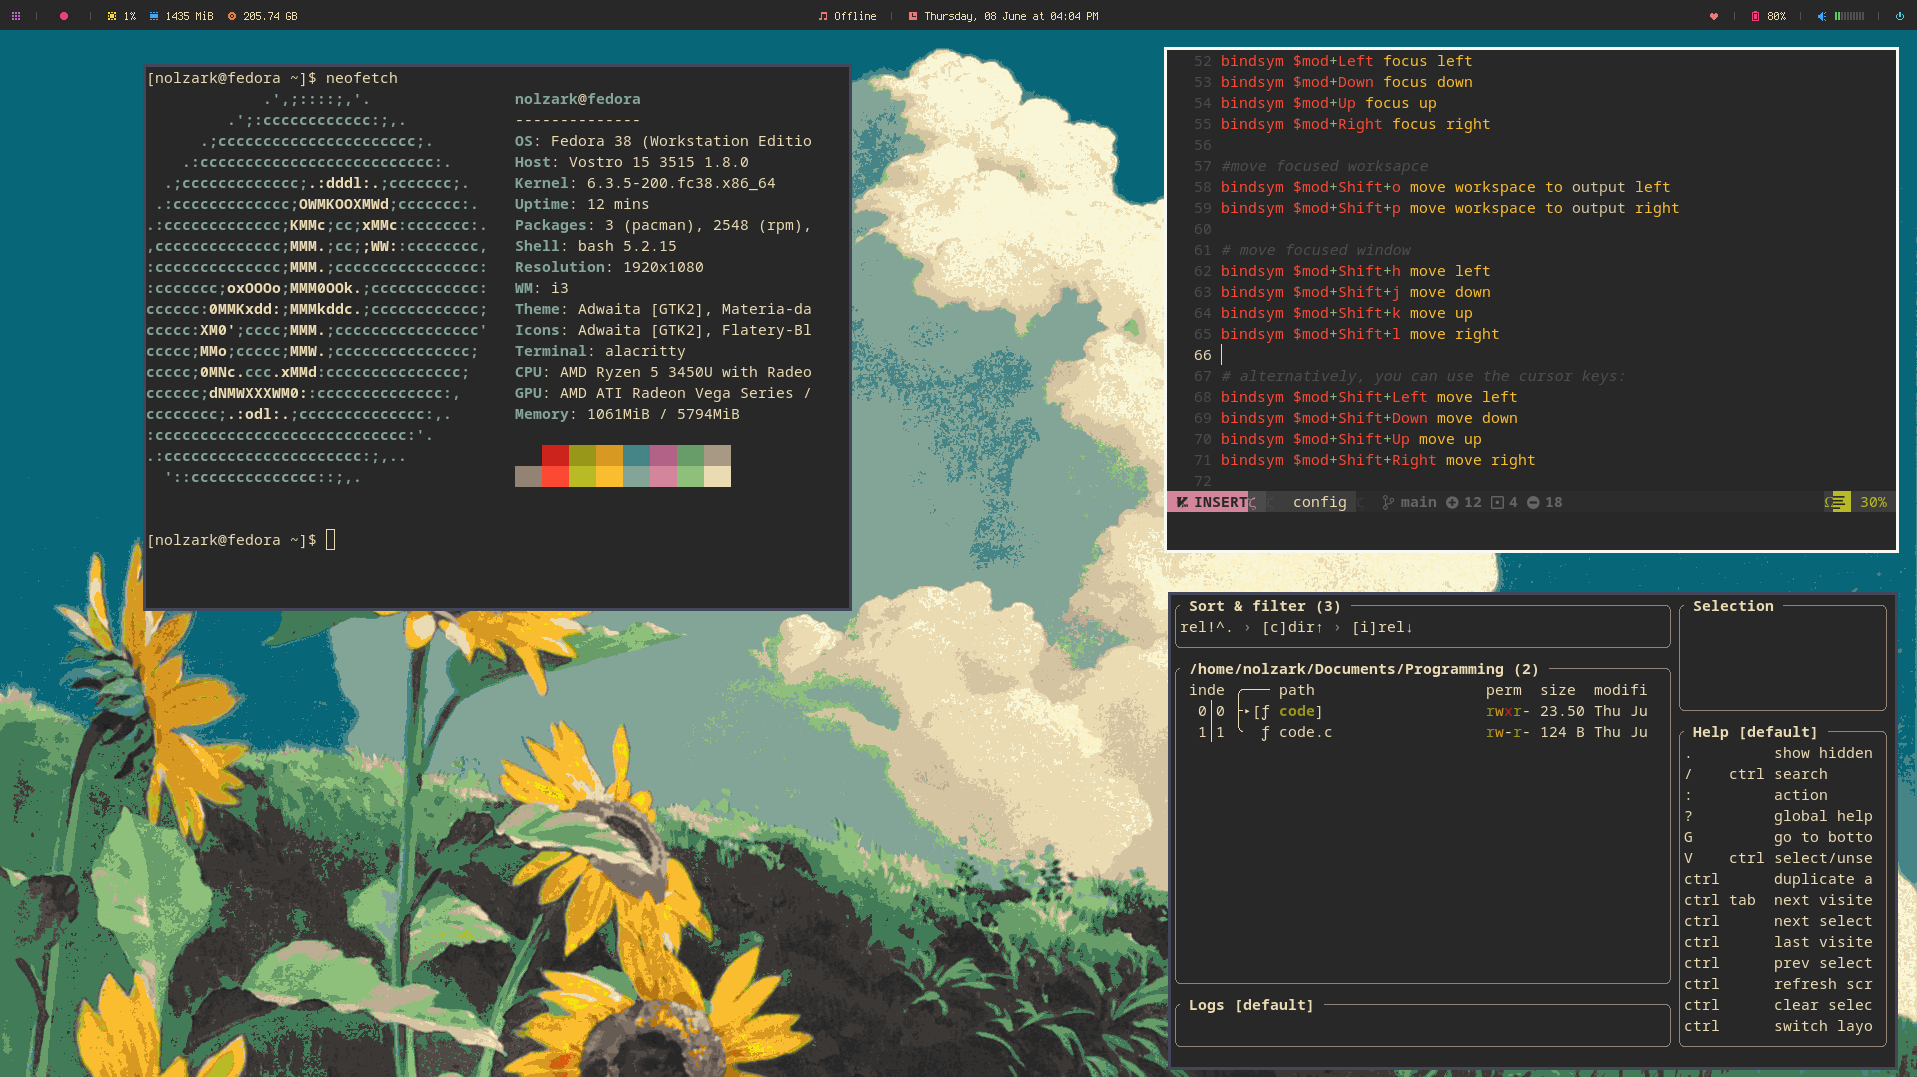 1% 1435 MiB 205.74 GB Offline Thursday, 08 June at 04:04 PM 80%
[nolzark@fedora ~]$ neofetch
.',;::::;,'.
.';:cccccccccccc:;,.
.;cccccccccccccccccccccc;.
.:cccccccccccccccccccccccccc:.
.;ccccccccccccc;.:dddl:.;ccccccc;.
.:ccccccccccccc;OWMKOOXMWd;ccccccc:.
.:ccccccccccccc;KMMc;cc;xMMc:ccccccc:.
,cccccccccccccc;MMM.;cc;;WW::cccccccc,
:cccccccccccccc;MMM.;cccccccccccccccc:
:ccccccc;oxOOOo;MMM0OOk.;cccccccccccc:
cccccc:0MMKxdd:;MMMkddc.;cccccccccccc;
ccccc:XM0';cccc;MMM.;cccccccccccccccc'
ccccc;MMo;ccccc;MMW.;ccccccccccccccc;
ccccc;0MNc.ccc.xMMd:ccccccccccccccc;
cccccc;dNMWXXXWM0::cccccccccccccc:,
cccccccc;.:odl:.;cccccccccccccc:,.
:cccccccccccccccccccccccccccc:'.
.:cccccccccccccccccccccc:;,..
'::cccccccccccccc::;,.
nolzark@fedora
--------------
OS: Fedora 38 (Workstation Editio
Host: Vostro 15 3515 1.8.0
Kernel: 6.3.5-200.fc38.x86_64
Uptime: 12 mins
Packages: 3 (pacman), 2548 (rpm),
Shell: bash 5.2.15
Resolution: 1920x1080
WM: i3
Theme: Adwaita [GTK2], Materia-da
Icons: Adwaita [GTK2], Flatery-Bl
Terminal: alacritty
CPU: AMD Ryzen 5 3450U with Radeo
GPU: AMD ATI Radeon Vega Series /
Memory: 1061MiB / 5794MiB
[nolzark@fedora ~]$
52 bindsym $mod+Left focus left
53 bindsym $mod+Down focus down
54 bindsym $mod+Up focus up
55 bindsym $mod+Right focus right
56
57 #move focused worksapce
58 bindsym $mod+Shift+o move workspace to output left
59 bindsym $mod+Shift+p move workspace to output right
60
61 # move focused window
62 bindsym $mod+Shift+h move left
63 bindsym $mod+Shift+j move down
64 bindsym $mod+Shift+k move up
65 bindsym $mod+Shift+l move right
66
67 # alternatively, you can use the cursor keys:
68 bindsym $mod+Shift+Left move left
69 bindsym $mod+Shift+Down move down
70 bindsym $mod+Shift+Up move up
71 bindsym $mod+Shift+Right move right
72
INSERT config main 12 4 18 30%
Sort & filter (3)
rel!^. › [c]dir↑ › [i]rel↓
/home/nolzark/Documents/Programming (2)
inde path perm size modifi
0│0 [ƒ code] rwxr- 23.50 Thu Ju
1│1 ƒ code.c rw-r- 124 B Thu Ju
Logs [default]
Selection
Help [default]
. show hidden
/ ctrl search
: action
? global help
G go to botto
V ctrl select/unse
ctrl duplicate a
ctrl tab next visite
ctrl next select
ctrl last visite
ctrl prev select
ctrl refresh scr
ctrl clear selec
ctrl switch layo